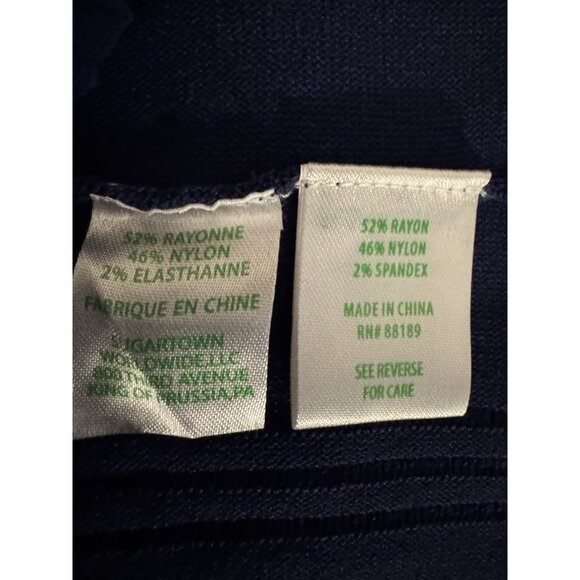 52% RAYONNE
46% NYLON
2% ELASTHANNE
FABRIQUE EN CHINE
SUGARTOWN
WORLDWIDE,LLC
800 THIRD AVENUE
KING OF PRUSSIA,PA
52% RAYON
46% NYLON
2% SPANDEX
MADE IN CHINA
RN# 88189
SEE REVERSE
FOR CARE